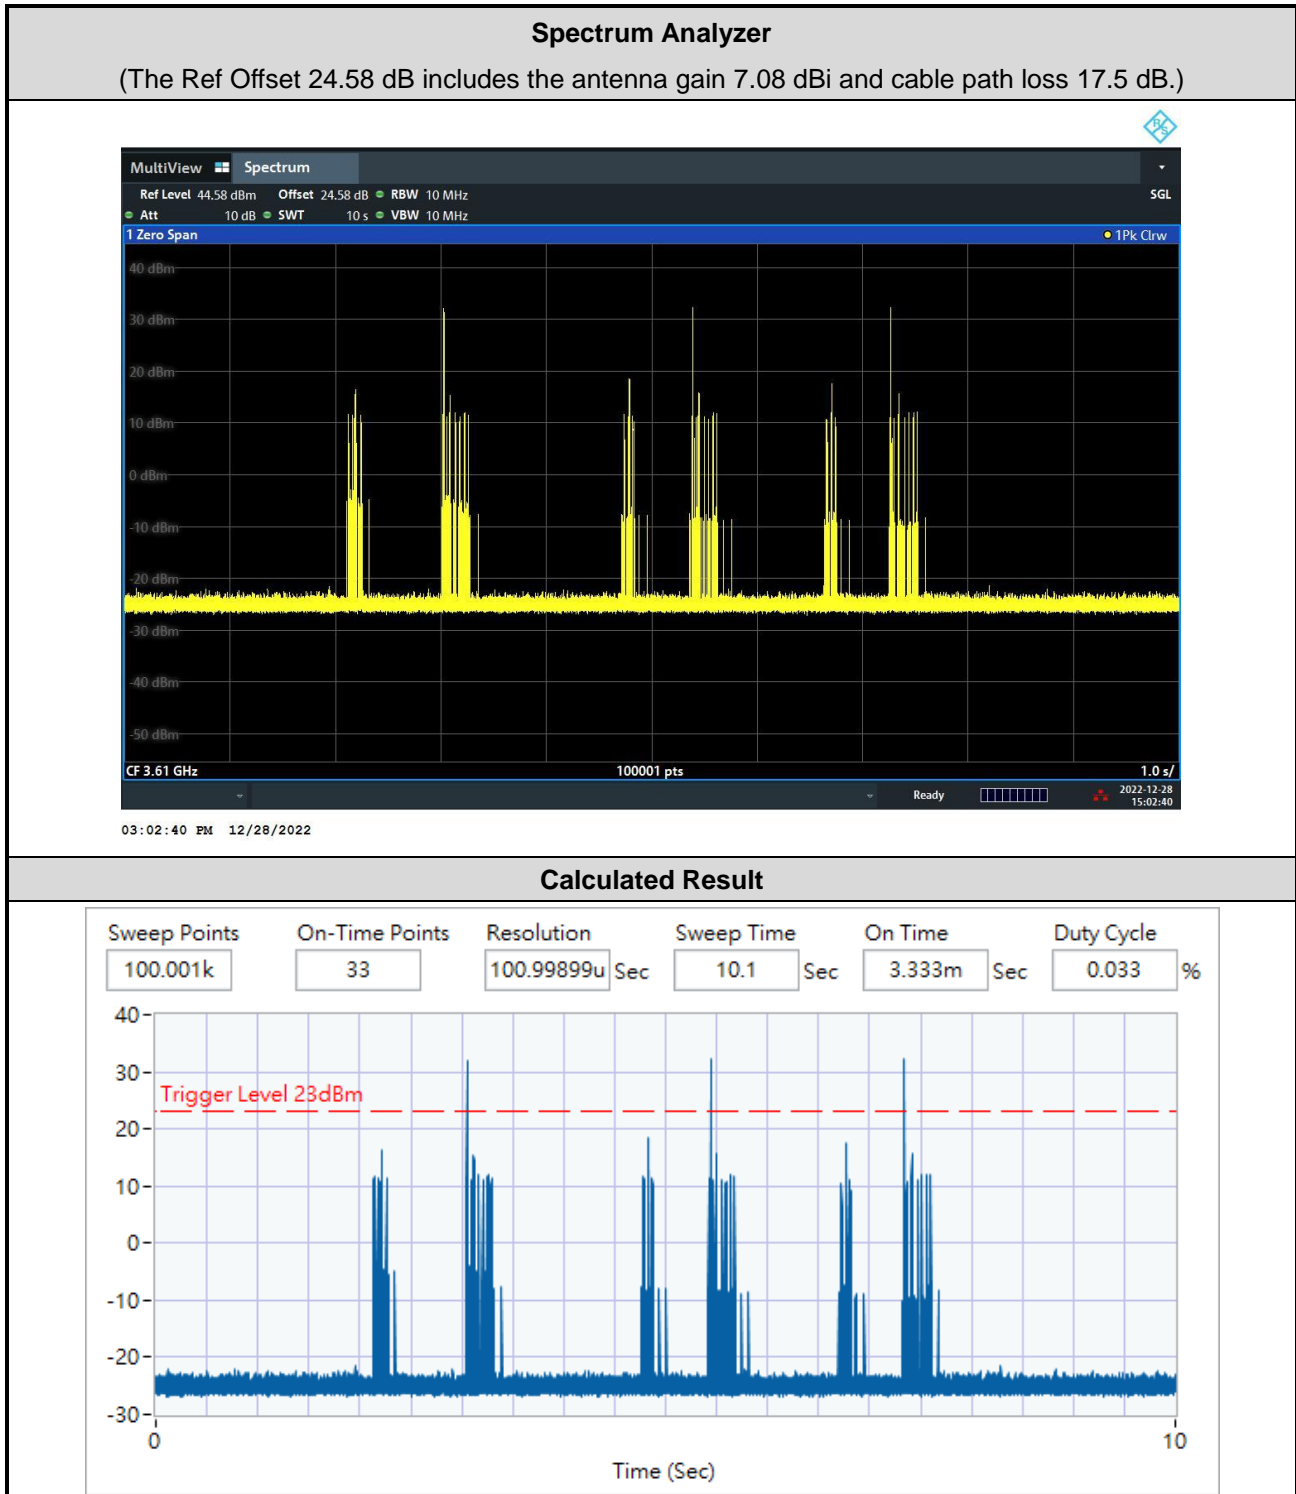 Spectrum Analyzer
(The Ref Offset 24.58 dB includes the antenna gain 7.08 dBi and cable path loss 17.5 dB.)
R&S
MultiView Spectrum
Ref Level 44.58 dBm Offset 24.58 dB RBW 10 MHz SGL
Att 10 dB SWT 10 s VBW 10 MHz
1 Zero Span 1Pk Clrw
40 dBm
30 dBm
20 dBm
10 dBm
0 dBm
-10 dBm
-20 dBm
-30 dBm
-40 dBm
-50 dBm
CF 3.61 GHz 100001 pts 1.0 s/
Ready 2022-12-28
15:02:40
03:02:40 PM 12/28/2022
Calculated Result
Sweep Points On-Time Points Resolution Sweep Time On Time Duty Cycle
100.001k 33 100.99899u Sec 10.1 Sec 3.333m Sec 0.033 %
40
30
Trigger Level 23dBm
20
10
0
-10
-20
-30
0 10
Time (Sec)